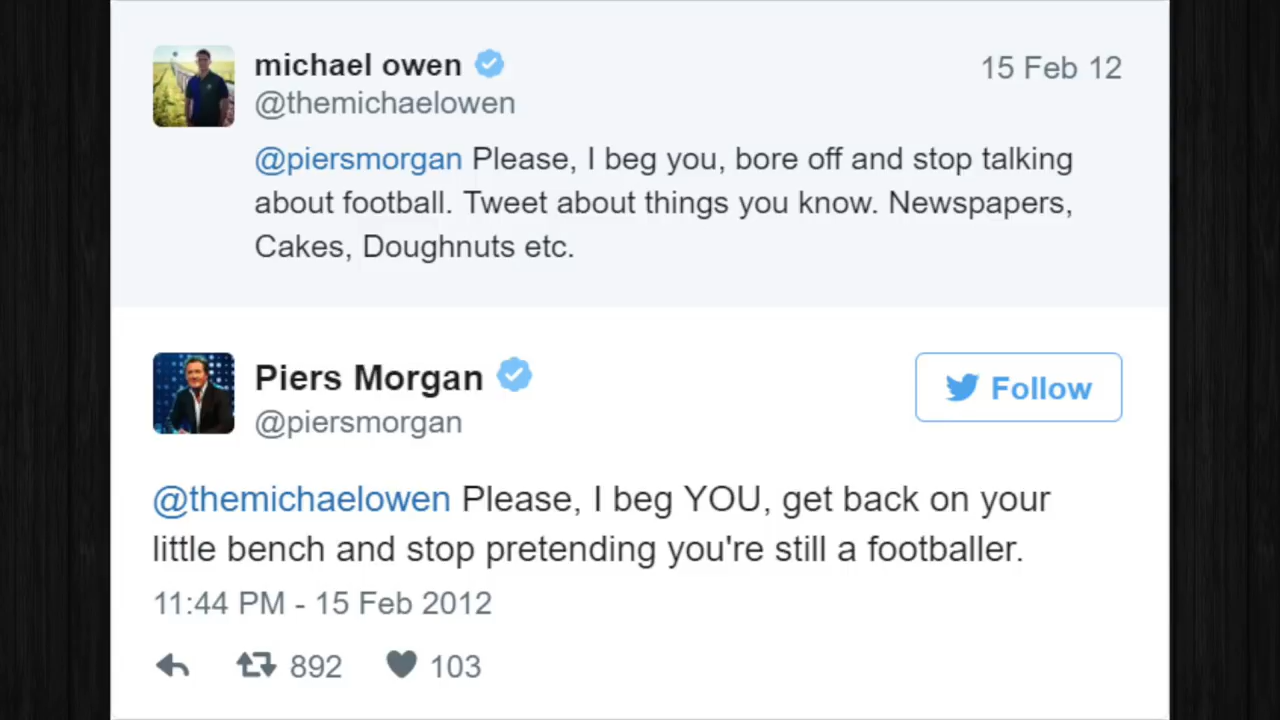 michael owen
15 Feb 12
@themichaelowen
@piersmorgan Please, I beg you, bore off and stop talking
about football. Tweet about things you know. Newspapers,
Cakes, Doughnuts etc.
Piers Morgan
Follow
@piersmorgan
@themichaelowen Please, I beg YOU, get back on your
little bench and stop pretending you're still a footballer.
11:44 PM - 15 Feb 2012
892 103